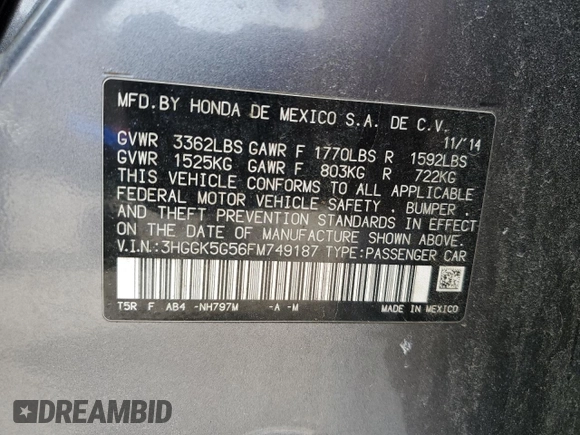 MFD.BY HONDA DE MEXICO S.A. DE C.V.
11/'14
GVWR 3362LBS GAWR F 1770LBS R 1592LBS
GVWR 1525KG GAWR F 803KG R 722KG
THIS VEHICLE CONFORMS TO ALL APPLICABLE
FEDERAL MOTOR VEHICLE SAFETY , BUMPER ,
AND THEFT PREVENTION STANDARDS IN EFFECT
ON THE DATE OF MANUFACTURE SHOWN ABOVE.
V.I.N.:3HGGK5G56FM749187 TYPE:PASSENGER CAR
T5R F AB4 -NH797M -A -M MADE IN MEXICO
DREAMBID